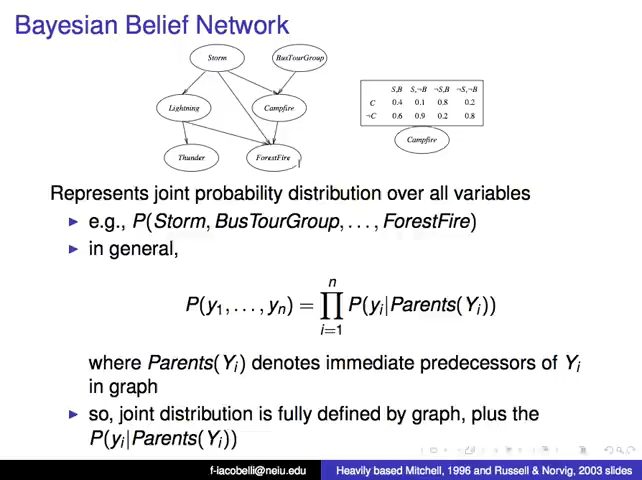 Bayesian Belief Network
Storm BusTourGroup
Lightning Campfire
Thunder ForestFire
S,B S,¬B ¬S,B ¬S,¬B
C 0.4 0.1 0.8 0.2
¬C 0.6 0.9 0.2 0.8
Campfire
Represents joint probability distribution over all variables
▶ e.g., P(Storm, BusTourGroup, . . . , ForestFire)
▶ in general,
P(y₁, . . . , yₙ) = ∏ⁿᵢ₌₁ P(yᵢ|Parents(Yᵢ))
where Parents(Yᵢ) denotes immediate predecessors of Yᵢ
in graph
▶ so, joint distribution is fully defined by graph, plus the
P(yᵢ|Parents(Yᵢ))
f-iacobelli@neiu.edu Heavily based Mitchell, 1996 and Russell & Norvig, 2003 slides